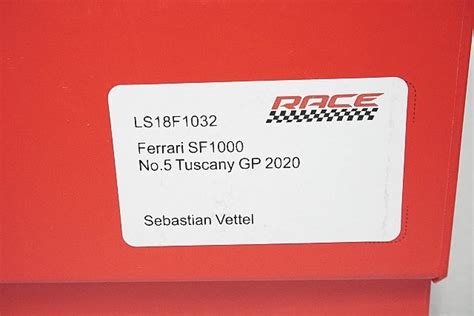 RACE
LS18F1032
Ferrari SF1000
No.5 Tuscany GP 2020
Sebastian Vettel